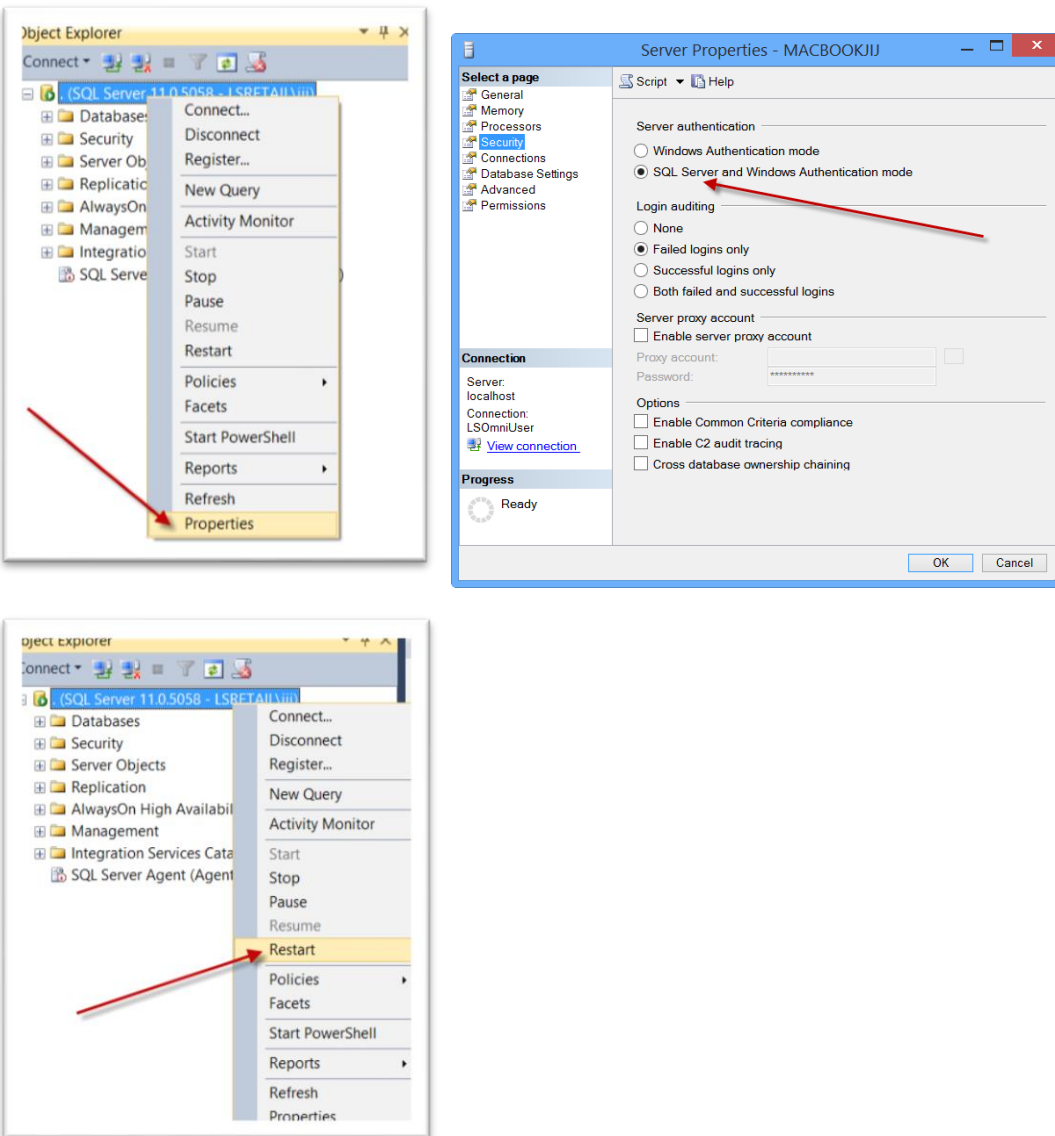 Object Explorer
Connect
. (SQL Server 11.0.5058 - LSRETAIL\jij)
Databases
Security
Server Ob
Replicatio
AlwaysOn
Managem
Integratio
SQL Serve
Connect...
Disconnect
Register...
New Query
Activity Monitor
Start
Stop
Pause
Resume
Restart
Policies
Facets
Start PowerShell
Reports
Refresh
Properties
Server Properties - MACBOOKJIJ
Select a page
General
Memory
Processors
Security
Connections
Database Settings
Advanced
Permissions
Script Help
Server authentication
Windows Authentication mode
SQL Server and Windows Authentication mode
Login auditing
None
Failed logins only
Successful logins only
Both failed and successful logins
Server proxy account
Enable server proxy account
Proxy account:
Password: **********
Options
Enable Common Criteria compliance
Enable C2 audit tracing
Cross database ownership chaining
Connection
Server:
localhost
Connection:
LSOmniUser
View connection
Progress
Ready
OK Cancel
bject Explorer
Connect
. (SQL Server 11.0.5058 - LSRETAIL\jij)
Databases
Security
Server Objects
Replication
AlwaysOn High Availabil
Management
Integration Services Cata
SQL Server Agent (Agent
Connect...
Disconnect
Register...
New Query
Activity Monitor
Start
Stop
Pause
Resume
Restart
Policies
Facets
Start PowerShell
Reports
Refresh
Properties